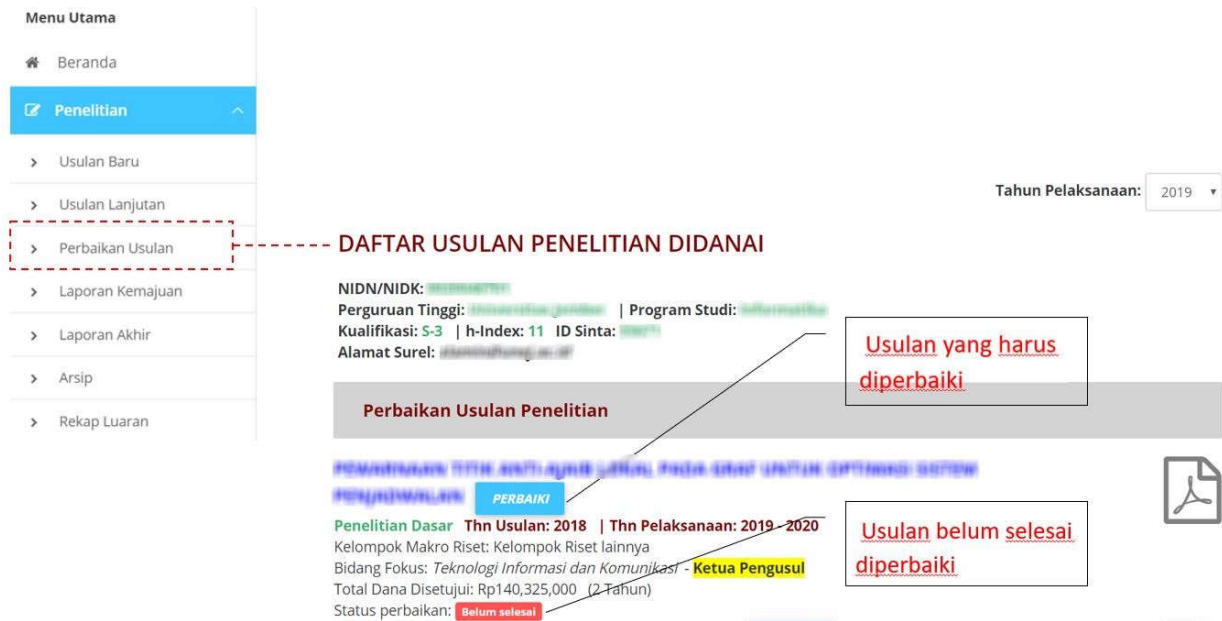 Menu Utama
Beranda
Penelitian
Usulan Baru
Usulan Lanjutan
Perbaikan Usulan
Laporan Kemajuan
Laporan Akhir
Arsip
Rekap Luaran
Tahun Pelaksanaan: 2019
DAFTAR USULAN PENELITIAN DIDANAI
NIDN/NIDK:
Perguruan Tinggi: | Program Studi:
Kualifikasi: S-3 | h-Index: 11 ID Sinta:
Alamat Surel:
Usulan yang harus
diperbaiki
Perbaikan Usulan Penelitian
PERBAIKI
Penelitian Dasar Thn Usulan: 2018 | Thn Pelaksanaan: 2019 - 2020
Kelompok Makro Riset: Kelompok Riset lainnya
Bidang Fokus: Teknologi Informasi dan Komunikasi - Ketua Pengusul
Total Dana Disetujui: Rp140,325,000 (2 Tahun)
Status perbaikan: Belum selesai
Usulan belum selesai
diperbaiki